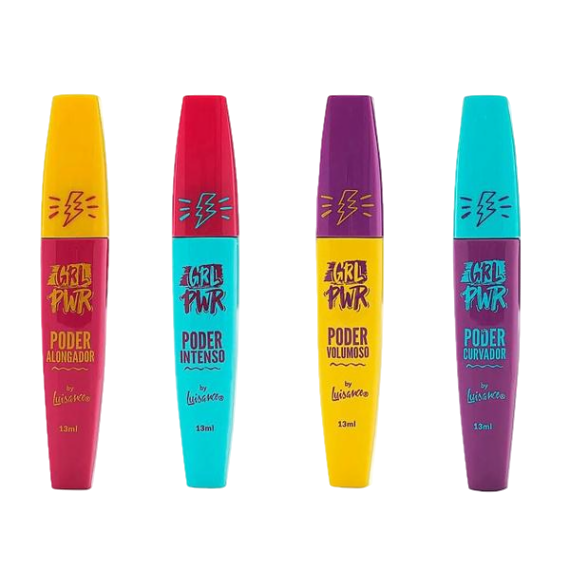 GRL
PWR
PODER
ALONGADOR
by
Luisance®
13ml
GRL
PWR
PODER
INTENSO
by
Luisance®
13ml
GRL
PWR
PODER
VOLUMOSO
by
Luisance®
13ml
GRL
PWR
PODER
CURVADOR
by
Luisance®
13ml